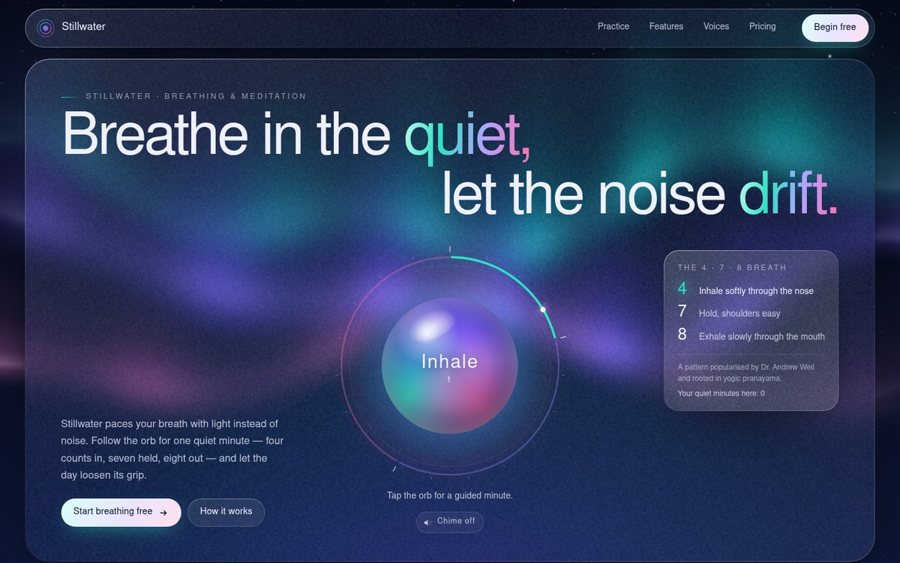 Stillwater
Practice
Features
Voices
Pricing
Begin free
STILLWATER · BREATHING & MEDITATION
Breathe in the quiet,
let the noise drift.
THE 4 · 7 · 8 BREATH
4 Inhale softly through the nose
7 Hold, shoulders easy
8 Exhale slowly through the mouth
A pattern popularised by Dr. Andrew Weil
and rooted in yogic pranayama.
Your quiet minutes here: 0
Inhale
1
Stillwater paces your breath with light instead of
noise. Follow the orb for one quiet minute — four
counts in, seven held, eight out — and let the
day loosen its grip.
Start breathing free →
How it works
Tap the orb for a guided minute.
Chime off